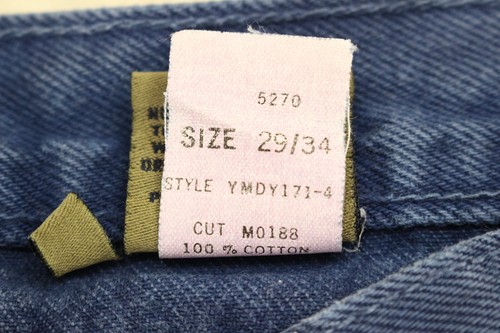 5270
SIZE 29/34
STYLE YMDY171-4
CUT M0188
100 % COTTON